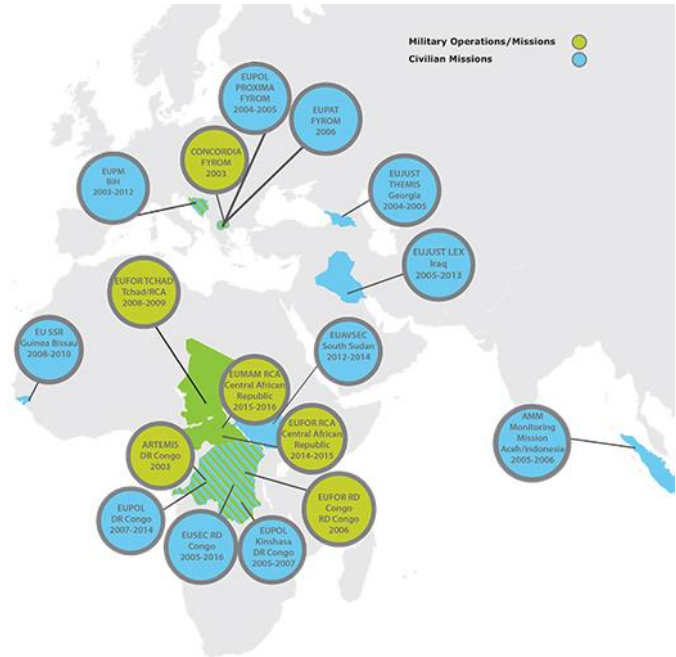 Military Operations/Missions
Civilian Missions
EUPOL
PROXIMA
FYROM
2004-2005
EUPAT
FYROM
2006
CONCORDIA
FYROM
2003
EUPM
BiH
2003-2012
EUJUST
THEMIS
Georgia
2004-2005
EUJUST LEX
Iraq
2005-2013
EUFOR TCHAD
Tchad/RCA
2008-2009
EU SSR
Guinea Bissau
2008-2010
EUAVSEC
South Sudan
2012-2014
EUMAM RCA
Central African
Republic
2015-2016
EUFOR RCA
Central African
Republic
2014-2015
AMM
Monitoring
Mission
Aceh/Indonesia
2005-2006
ARTEMIS
DR Congo
2003
EUFOR RD
Congo
RD Congo
2006
EUPOL
DR Congo
2007-2014
EUSEC RD
Congo
2005-2016
EUPOL
Kinshasa
DR Congo
2005-2007